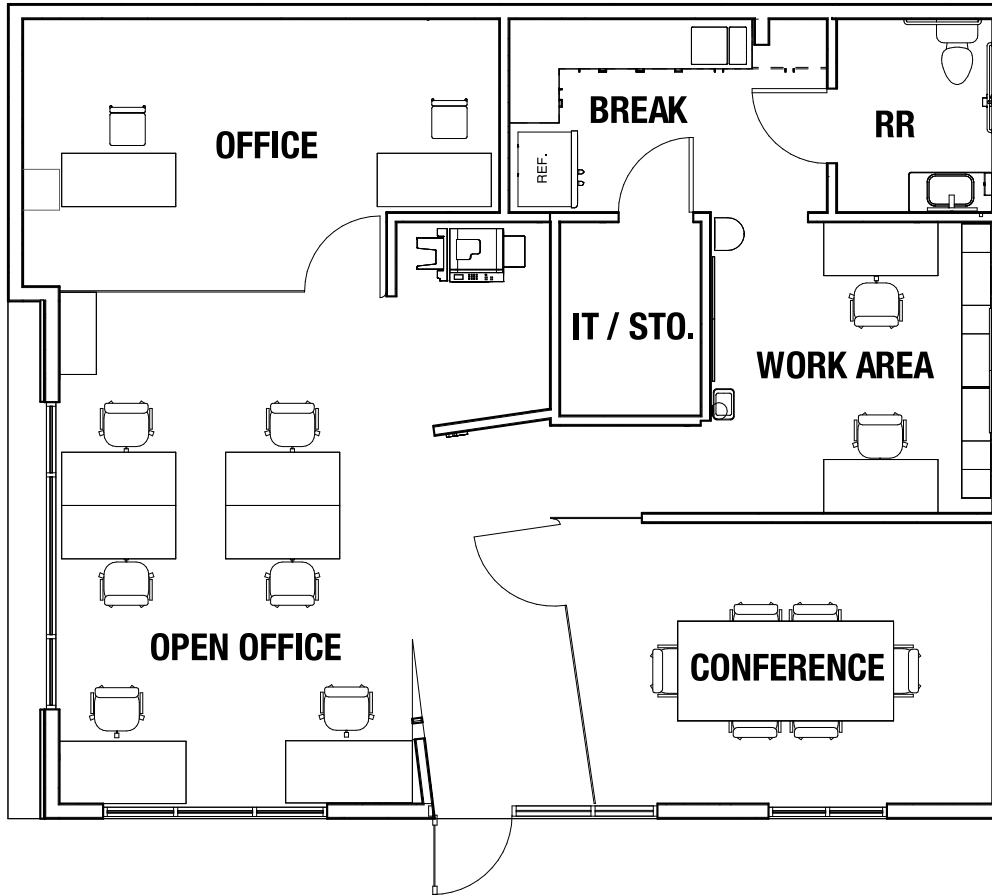 BREAK
RR
OFFICE
REF.
IT / STO.
WORK AREA
OPEN OFFICE
CONFERENCE